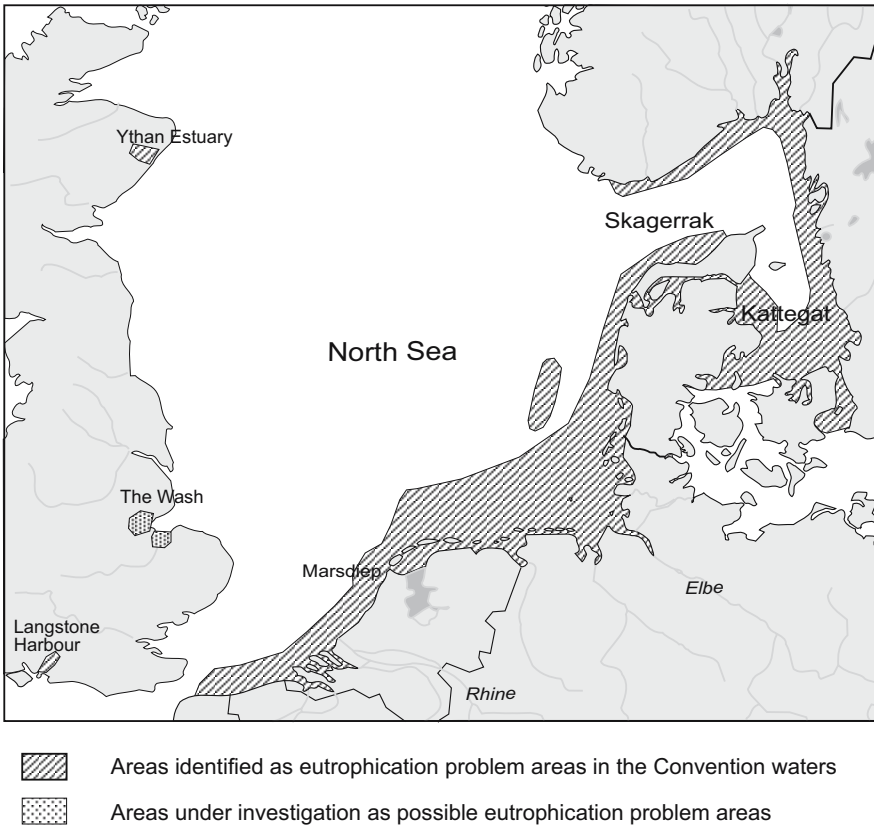 Ythan Estuary
Skagerrak
Kattegat
North Sea
The Wash
Marsdiep
Elbe
Langstone
Harbour
Rhine
Areas identified as eutrophication problem areas in the Convention waters
Areas under investigation as possible eutrophication problem areas